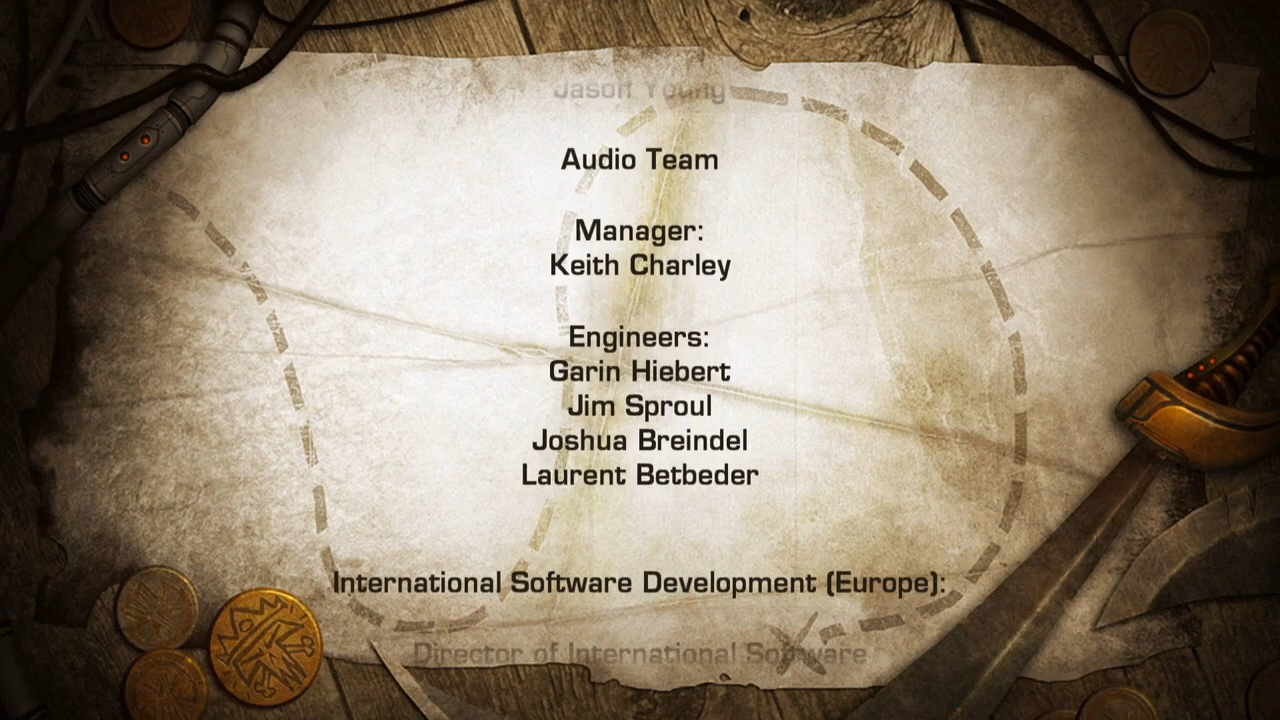 Jason Young
Audio Team
Manager:
Keith Charley
Engineers:
Garin Hiebert
Jim Sproul
Joshua Breindel
Laurent Betbeder
International Software Development (Europe):
Director of International Software